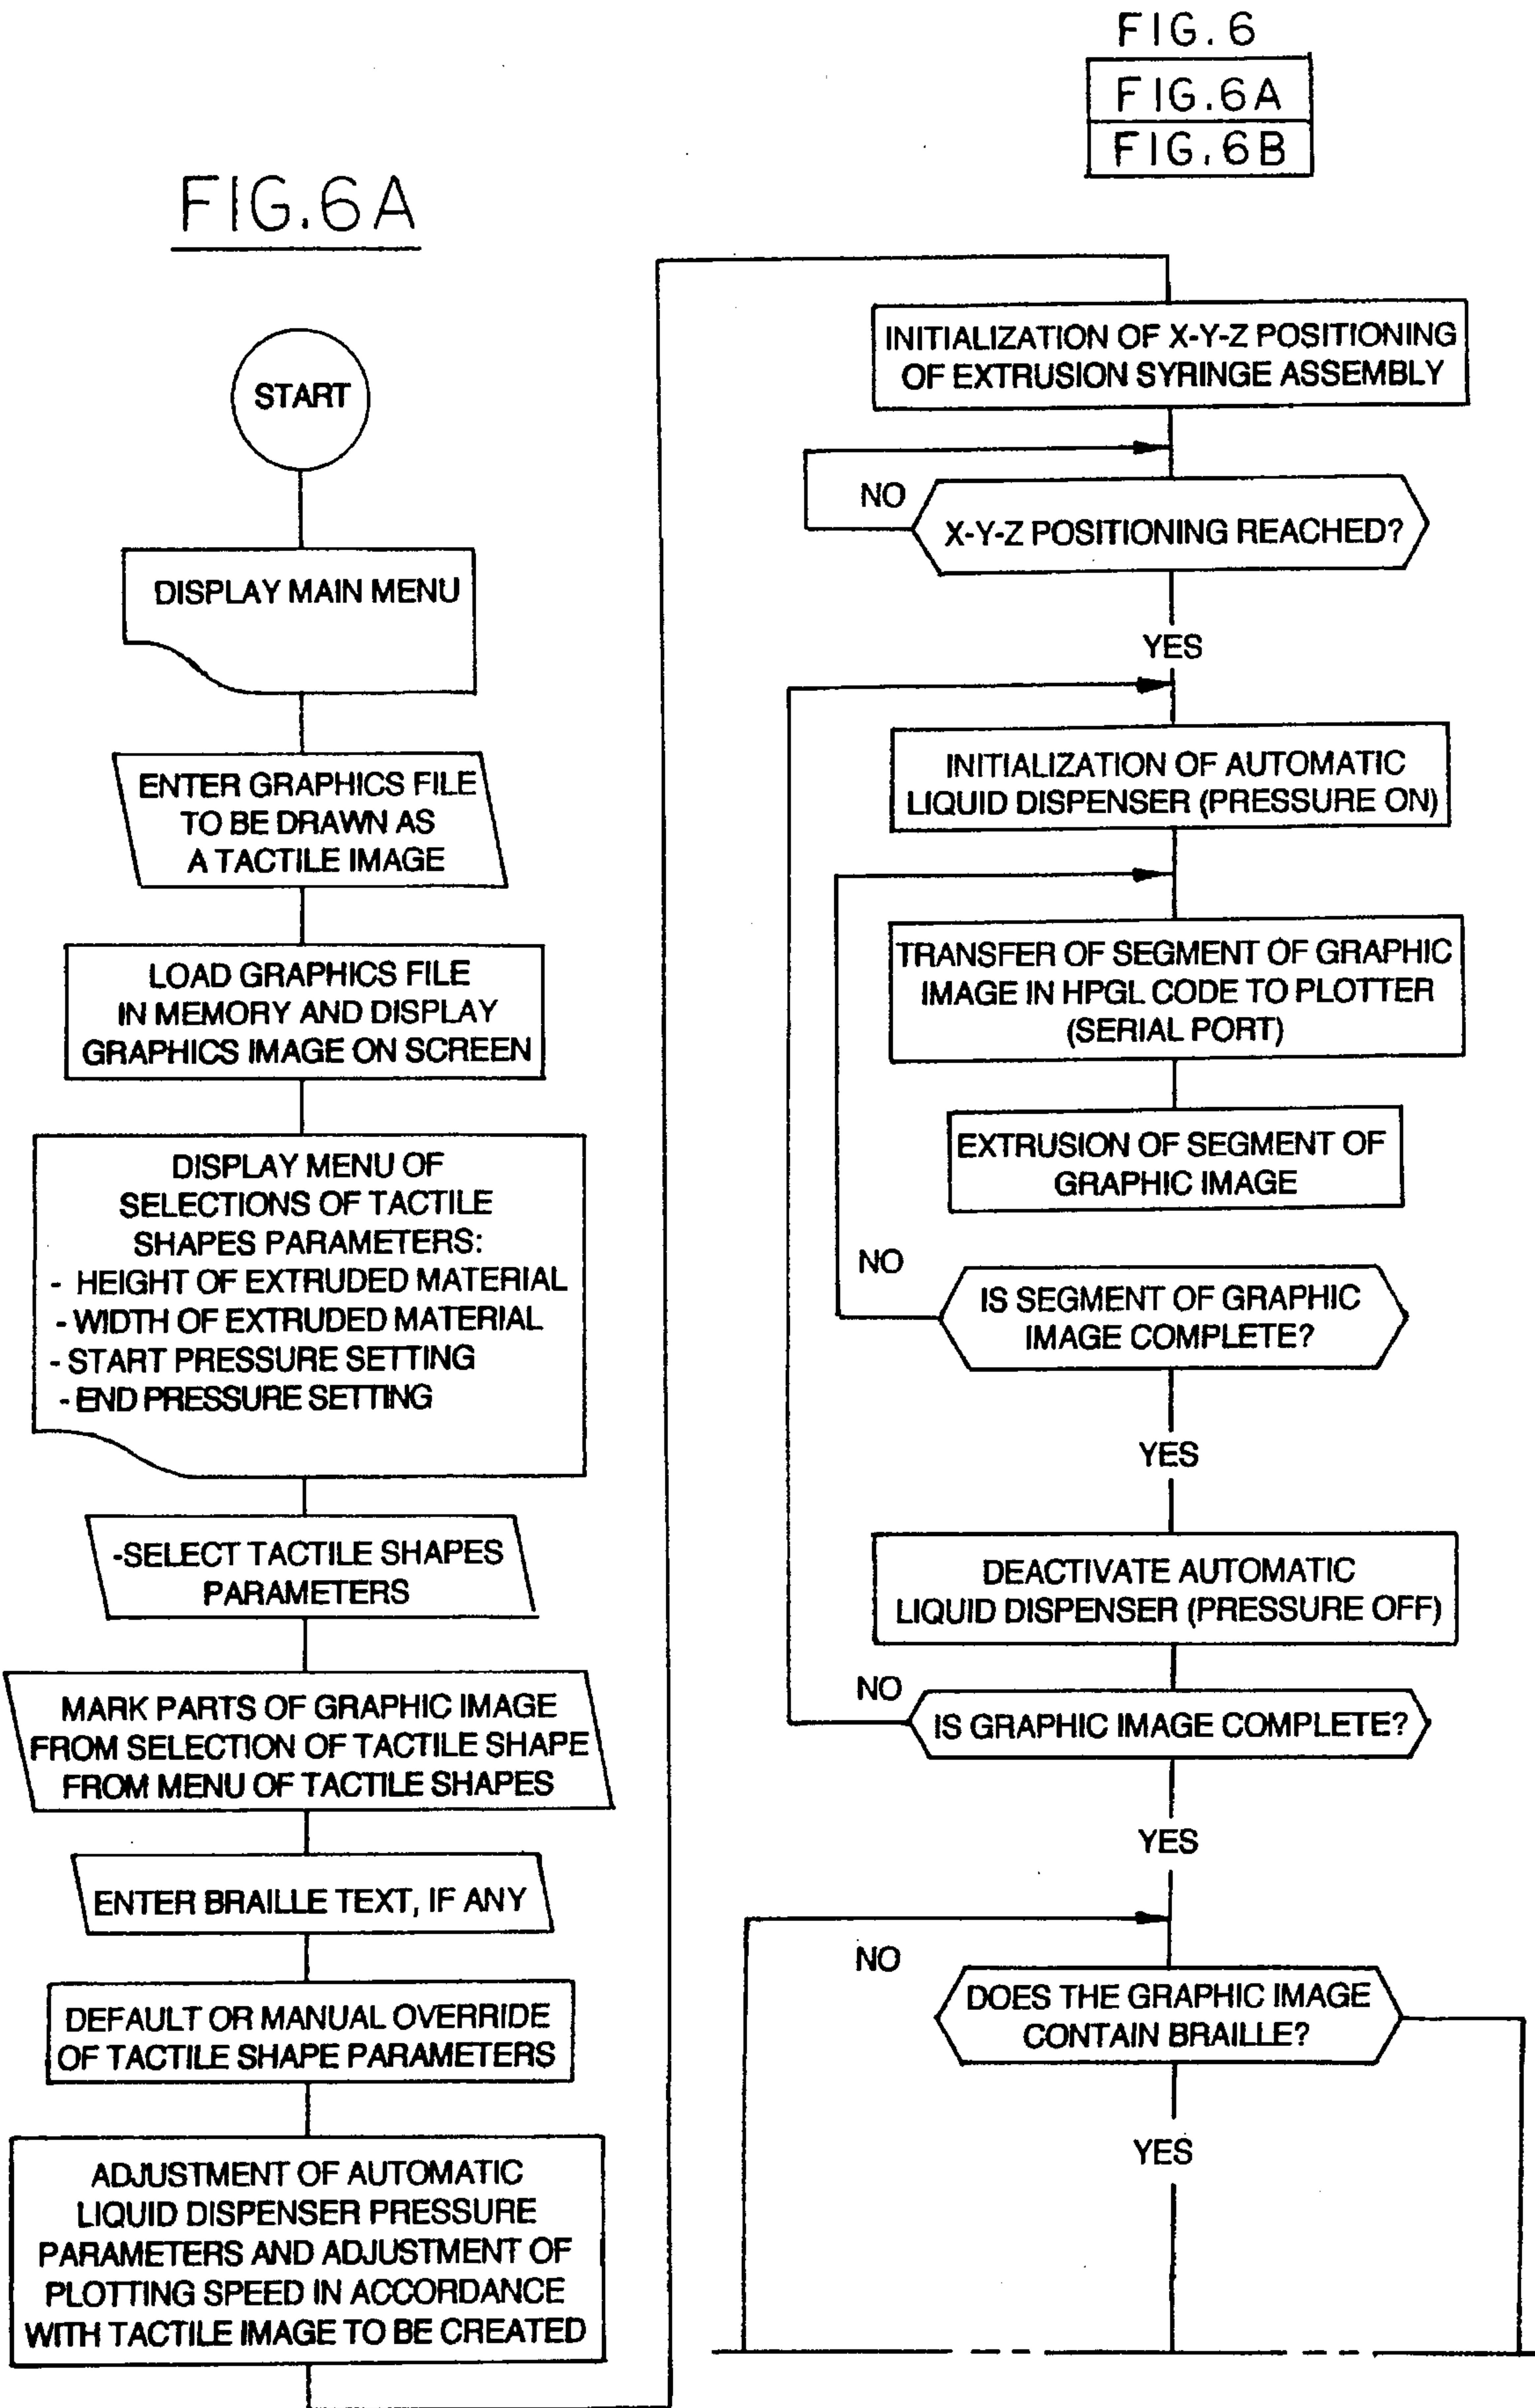 FIG. 6
FIG. 6A
FIG. 6B
FIG. 6A
START
DISPLAY MAIN MENU
ENTER GRAPHICS FILE
TO BE DRAWN AS
A TACTILE IMAGE
LOAD GRAPHICS FILE
IN MEMORY AND DISPLAY
GRAPHICS IMAGE ON SCREEN
DISPLAY MENU OF
SELECTIONS OF TACTILE
SHAPES PARAMETERS:
- HEIGHT OF EXTRUDED MATERIAL
- WIDTH OF EXTRUDED MATERIAL
- START PRESSURE SETTING
- END PRESSURE SETTING
-SELECT TACTILE SHAPES
PARAMETERS
MARK PARTS OF GRAPHIC IMAGE
FROM SELECTION OF TACTILE SHAPE
FROM MENU OF TACTILE SHAPES
ENTER BRAILLE TEXT, IF ANY
DEFAULT OR MANUAL OVERRIDE
OF TACTILE SHAPE PARAMETERS
ADJUSTMENT OF AUTOMATIC
LIQUID DISPENSER PRESSURE
PARAMETERS AND ADJUSTMENT OF
PLOTTING SPEED IN ACCORDANCE
WITH TACTILE IMAGE TO BE CREATED
INITIALIZATION OF X-Y-Z POSITIONING
OF EXTRUSION SYRINGE ASSEMBLY
NO
X-Y-Z POSITIONING REACHED?
YES
INITIALIZATION OF AUTOMATIC
LIQUID DISPENSER (PRESSURE ON)
TRANSFER OF SEGMENT OF GRAPHIC
IMAGE IN HPGL CODE TO PLOTTER
(SERIAL PORT)
EXTRUSION OF SEGMENT OF
GRAPHIC IMAGE
NO
IS SEGMENT OF GRAPHIC
IMAGE COMPLETE?
YES
DEACTIVATE AUTOMATIC
LIQUID DISPENSER (PRESSURE OFF)
NO
IS GRAPHIC IMAGE COMPLETE?
YES
NO
DOES THE GRAPHIC IMAGE
CONTAIN BRAILLE?
YES